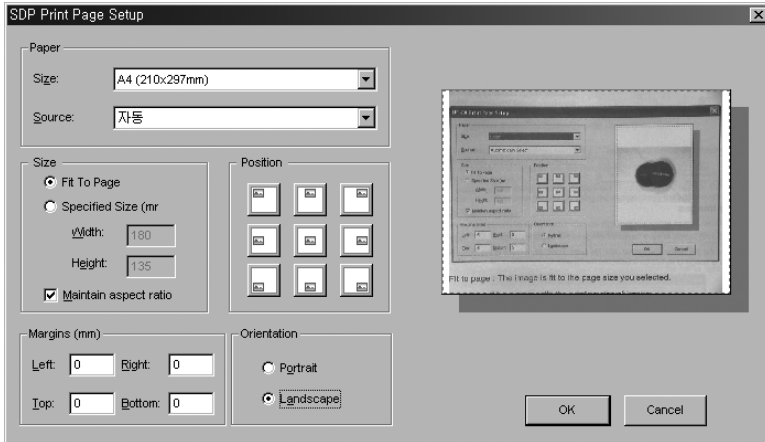 SDP Print Page Setup
Paper
Size:
A4 (210x297mm)
Source:
자동
Size
Fit To Page
Specified Size (mr
Width:
180
Height:
135
Maintain aspect ratio
Position
Margins (mm)
Left:
0
Right:
0
Top:
0
Bottom:
0
Orientation
Portrait
Landscape
Fit to page : The image is fit to the page size you selected.
OK
Cancel